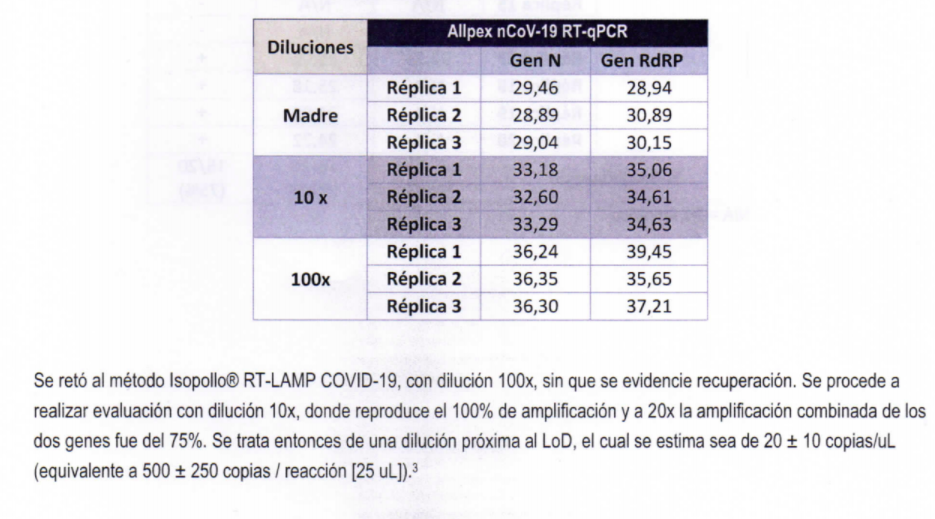 Diluciones Allpex nCoV-19 RT-qPCR
Gen N Gen RdRP
Madre Réplica 1 29,46 28,94
Réplica 2 28,89 30,89
Réplica 3 29,04 30,15
10 x Réplica 1 33,18 35,06
Réplica 2 32,60 34,61
Réplica 3 33,29 34,63
100x Réplica 1 36,24 39,45
Réplica 2 36,35 35,65
Réplica 3 36,30 37,21
Se retó al método Isopollo® RT-LAMP COVID-19, con dilución 100x, sin que se evidencie recuperación. Se procede a
realizar evaluación con dilución 10x, donde reproduce el 100% de amplificación y a 20x la amplificación combinada de los
dos genes fue del 75%. Se trata entonces de una dilución próxima al LoD, el cual se estima sea de 20 ± 10 copias/uL
(equivalente a 500 ± 250 copias / reacción [25 uL]).³